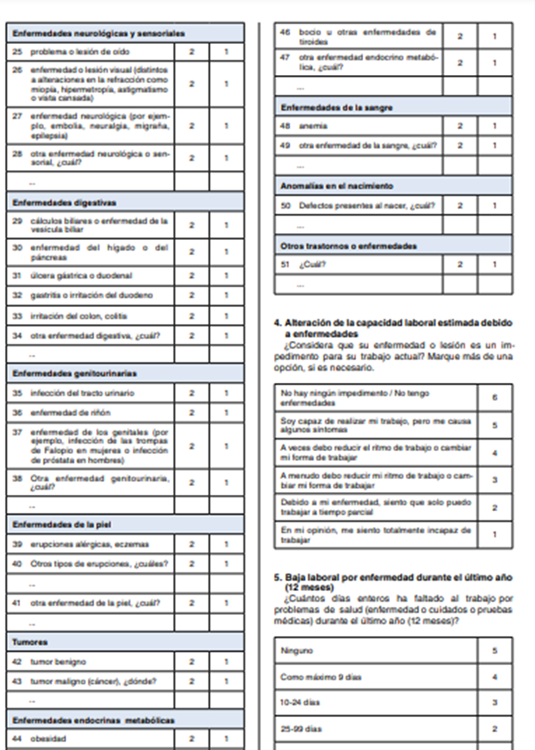 Enfermedades neurológicas y sensoriales
25 problema o lesión de oído 2 1
26 enfermedad o lesión visual (distintos
a alteraciones en la refracción como
miopía, hipermetropía, astigmatismo
o vista cansada) 2 1
27 enfermedad neurológica (por ejem-
plo, embolia, neuralgia, migraña,
epilepsia) 2 1
28 otra enfermedad neurológica o sen-
sorial, ¿cuál? 2 1
...
Enfermedades digestivas
29 cálculos biliares o enfermedad de la
vesícula biliar 2 1
30 enfermedad del hígado o del
páncreas 2 1
31 úlcera gástrica o duodenal 2 1
32 gastritis o irritación del duodeno 2 1
33 irritación del colon, colitis 2 1
34 otra enfermedad digestiva, ¿cuál? 2 1
...
Enfermedades genitourinarias
35 infección del tracto urinario 2 1
36 enfermedad de riñón 2 1
37 enfermedad de los genitales (por
ejemplo, infección de las trompas
de Falopio en mujeres o infección
de próstata en hombres) 2 1
38 Otra enfermedad genitourinaria,
¿cuál? 2 1
...
Enfermedades de la piel
39 erupciones alérgicas, eczemas 2 1
40 Otros tipos de erupciones, ¿cuáles? 2 1
...
41 otra enfermedad de la piel, ¿cuál? 2 1
...
Tumores
42 tumor benigno 2 1
43 tumor maligno (cáncer), ¿dónde? 2 1
...
Enfermedades endocrinas metabólicas
44 obesidad 2 1
46 bocio u otras enfermedades de
tiroides 2 1
47 otra enfermedad endocrino metabó-
lica, ¿cuál? 2 1
...
Enfermedades de la sangre
48 anemia 2 1
49 otra enfermedad de la sangre, ¿cuál? 2 1
...
Anomalías en el nacimiento
50 Defectos presentes al nacer, ¿cuál? 2 1
...
Otros trastornos o enfermedades
51 ¿Cuál? 2 1
...
4. Alteración de la capacidad laboral estimada debido
a enfermedades
¿Considera que su enfermedad o lesión es un im-
pedimento para su trabajo actual? Marque más de una
opción, si es necesario.
No hay ningún impedimento / No tengo
enfermedades 6
Soy capaz de realizar mi trabajo, pero me causa
algunos síntomas 5
A veces debo reducir el ritmo de trabajo o cambiar
mi forma de trabajar 4
A menudo debo reducir mi ritmo de trabajo o cam-
biar mi forma de trabajar 3
Debido a mi enfermedad, siento que solo puedo
trabajar a tiempo parcial 2
En mi opinión, me siento totalmente incapaz de
trabajar 1
5. Baja laboral por enfermedad durante el último año
(12 meses)
¿Cuántos días enteros ha faltado al trabajo por
problemas de salud (enfermedad o cuidados o pruebas
médicas) durante el último año (12 meses)?
Ninguno 5
Como máximo 9 días 4
10-24 días 3
25-99 días 2